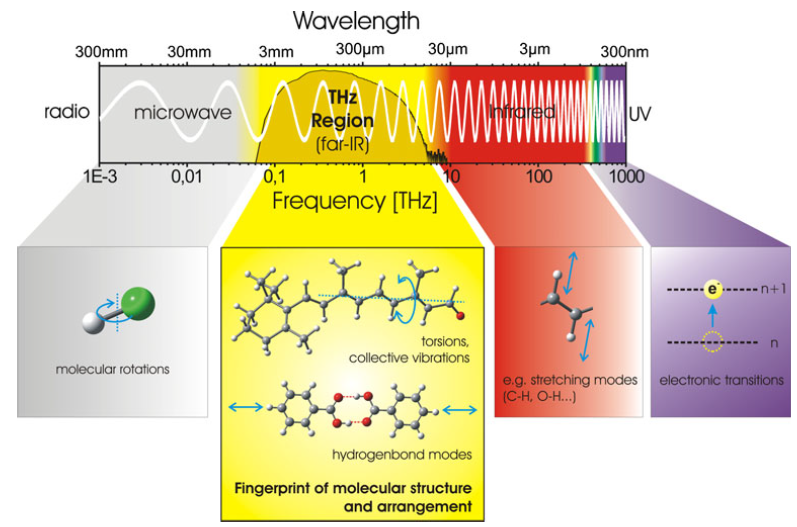 Wavelength
300mm 30mm 3mm 300µm 30µm 3µm 300nm
radio microwave THz Region (far-IR) Infrared UV
1E-3 0,01 0,1 1 10 100 1000
Frequency [THz]
molecular rotations
torsions,
collective vibrations
hydrogenbond modes
Fingerprint of molecular structure
and arrangement
e.g. stretching modes
(C-H, O-H...)
e⁻ n+1
n
electronic transitions